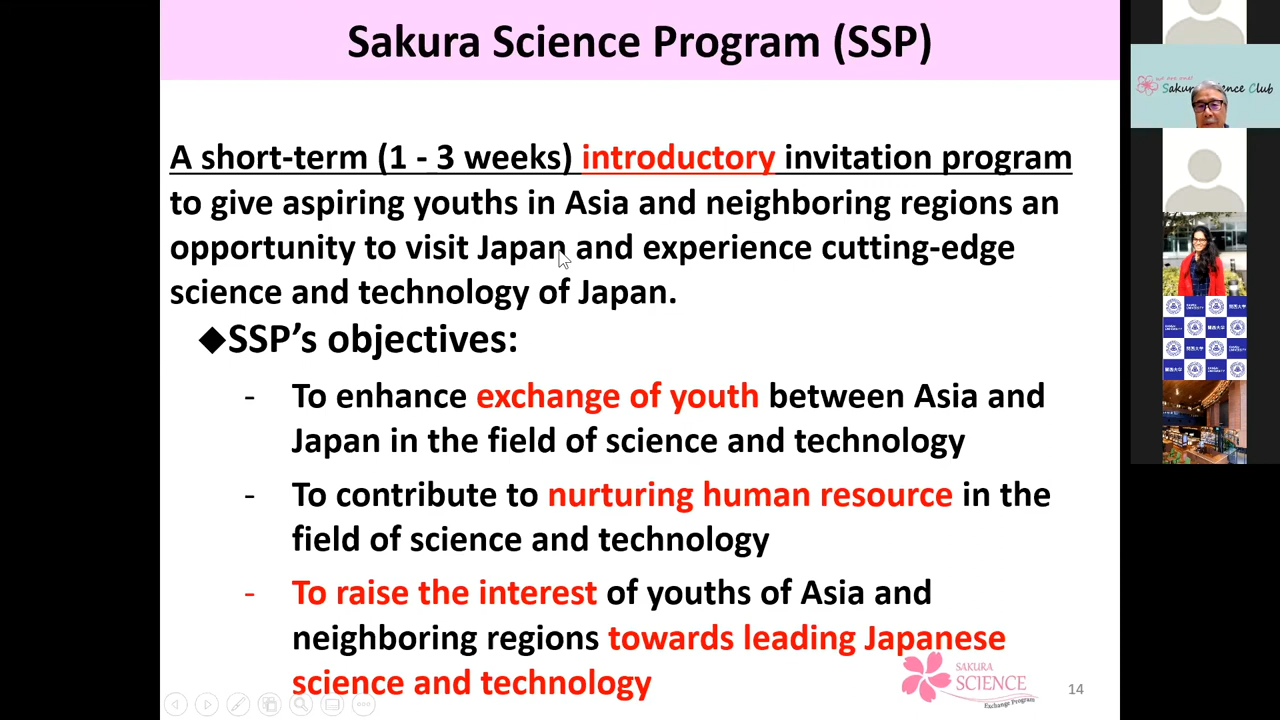 Sakura Science Program (SSP)
A short-term (1 - 3 weeks) introductory invitation program
to give aspiring youths in Asia and neighboring regions an
opportunity to visit Japan and experience cutting-edge
science and technology of Japan.
◆SSP’s objectives:
- To enhance exchange of youth between Asia and
Japan in the field of science and technology
- To contribute to nurturing human resource in the
field of science and technology
- To raise the interest of youths of Asia and
neighboring regions towards leading Japanese
science and technology
SAKURA
SCIENCE
Exchange Program
14
Club